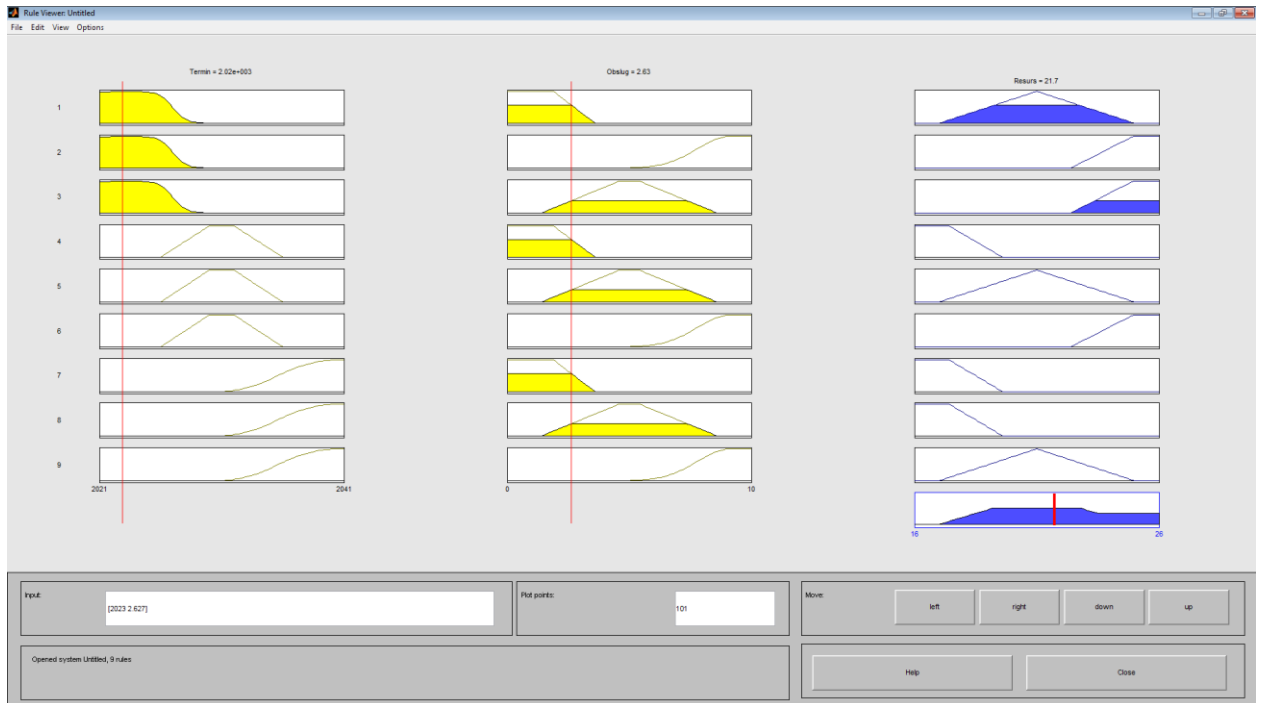 Rule Viewer: Untitled
File Edit View Options
Termin = 2.02e+003
Obslug = 2.63
Resurs = 21.7
1
2
3
4
5
6
7
8
9
2021 2041
0 10
16 26
Input:
[2023 2.627]
Plot points:
101
Move:
left right down up
Opened system Untitled, 9 rules
Help Close